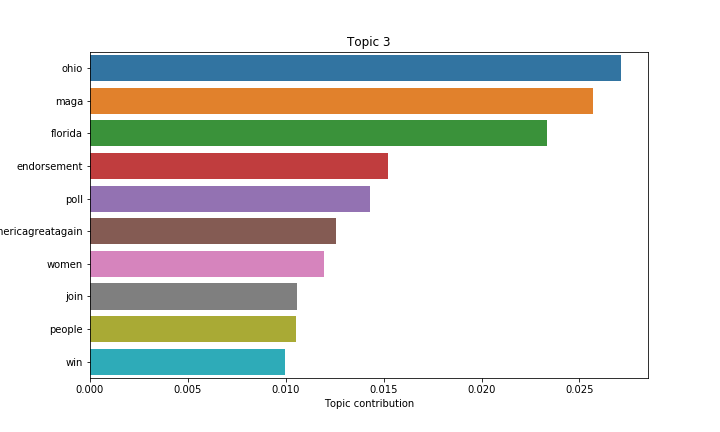 Topic 3
ohio
maga
florida
endorsement
poll
ericagreatagain
women
join
people
win
0.000 0.005 0.010 0.015 0.020 0.025
Topic contribution